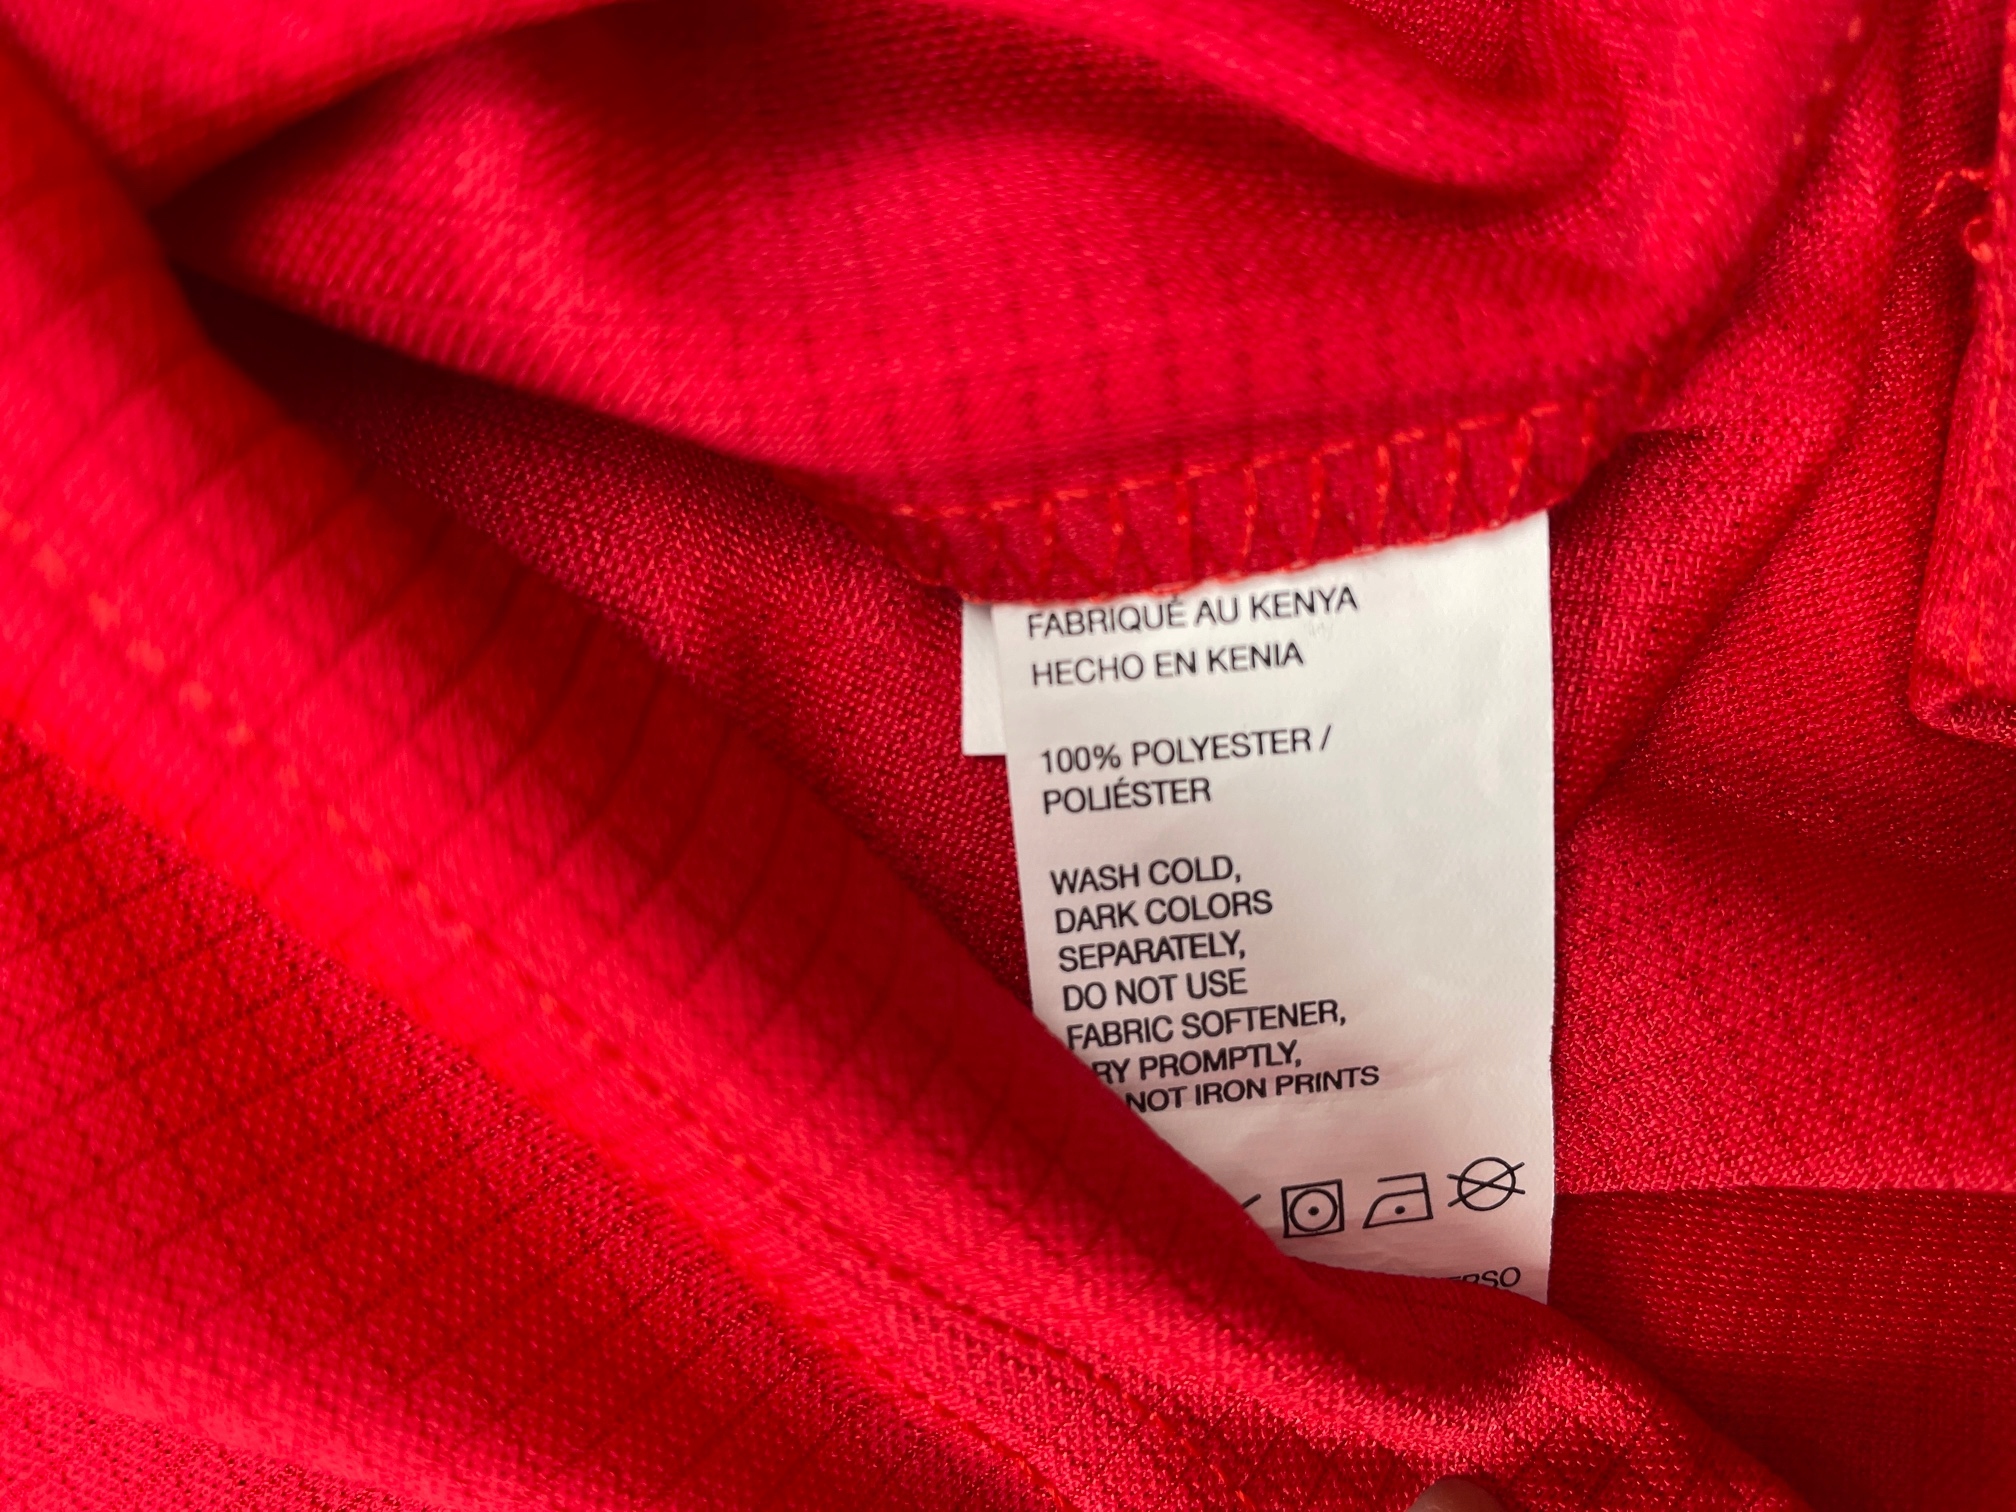 FABRIQUÉ AU KENYA
HECHO EN KENIA
100% POLYESTER /
POLIÉSTER
WASH COLD,
DARK COLORS
SEPARATELY,
DO NOT USE
FABRIC SOFTENER,
RY PROMPTLY,
NOT IRON PRINTS